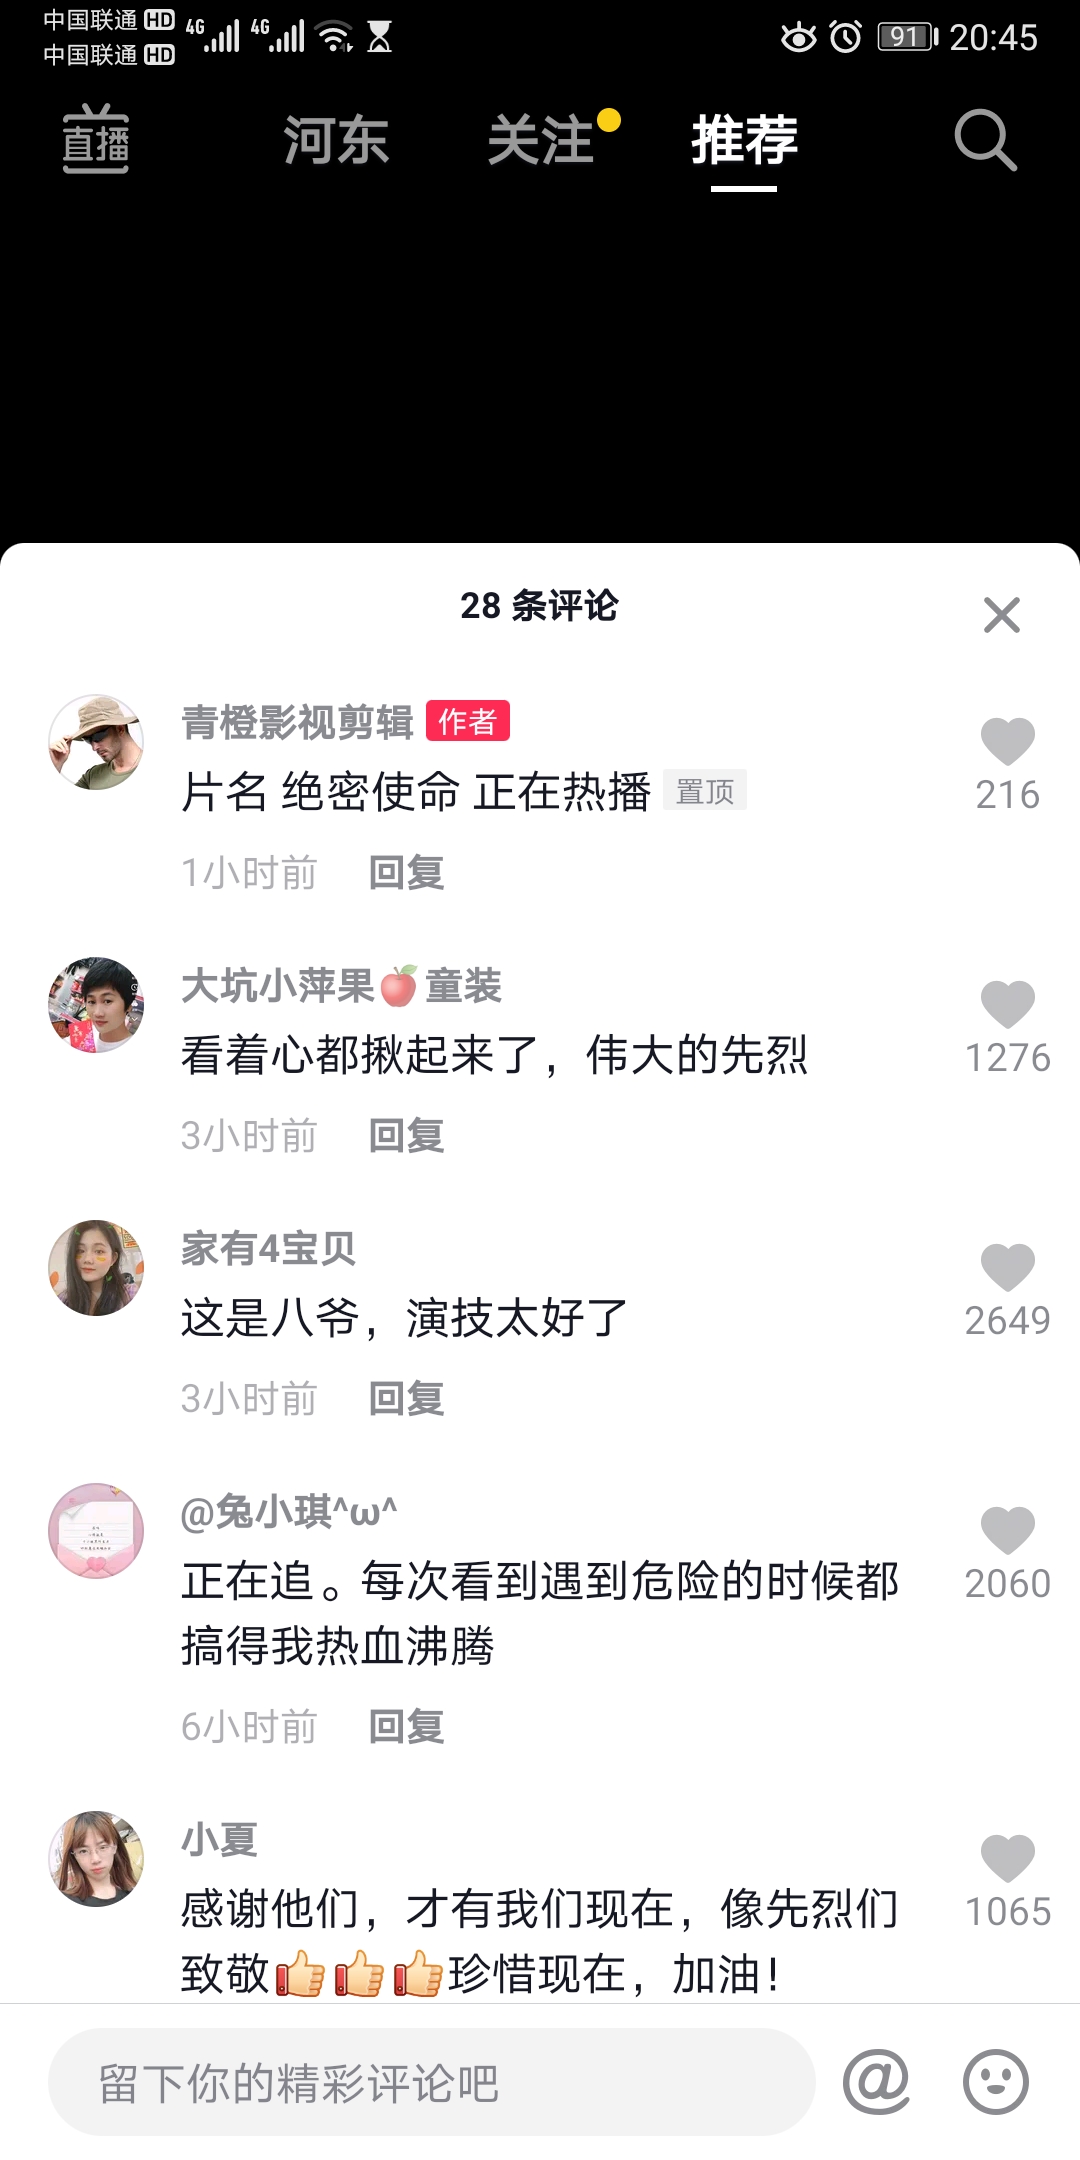 中国联通 HD 4G 4G 91 20:45
中国联通 HD
直播 河东 关注 推荐
28 条评论
青橙影视剪辑 作者
片名 绝密使命 正在热播 置顶
216
1小时前 回复
大坑小萍果🍎童装
看着心都揪起来了，伟大的先烈
1276
3小时前 回复
家有4宝贝
这是八爷，演技太好了
2649
3小时前 回复
@兔小琪^ω^
正在追。每次看到遇到危险的时候都
搞得我热血沸腾
2060
6小时前 回复
小夏
感谢他们，才有我们现在，像先烈们
致敬👍👍👍珍惜现在，加油！
1065
留下你的精彩评论吧 @